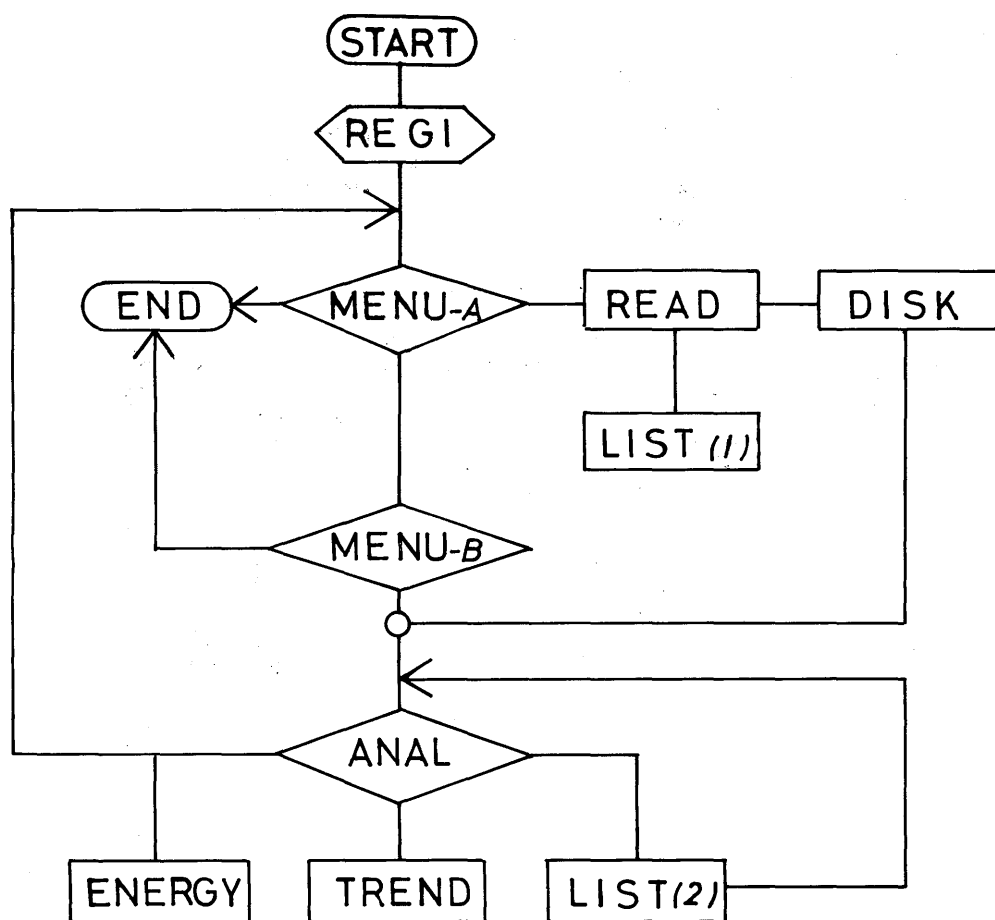 START
REGI
END
MENU-A
READ
DISK
LIST (1)
MENU-B
ANAL
ENERGY
TREND
LIST (2)